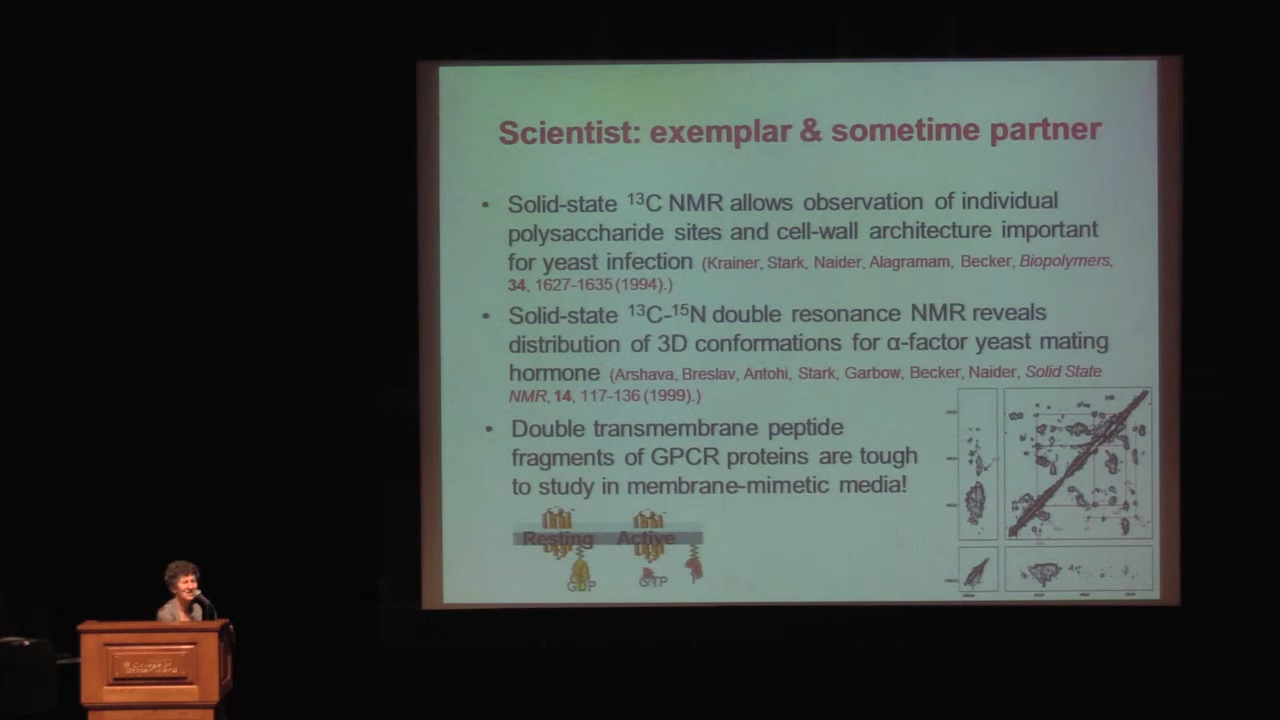 Scientist: exemplar & sometime partner
• Solid-state ¹³C NMR allows observation of individual
polysaccharide sites and cell-wall architecture important
for yeast infection (Krainer, Stark, Naider, Alagramam, Becker, Biopolymers,
34, 1627-1635 (1994).)
• Solid-state ¹³C-¹⁵N double resonance NMR reveals
distribution of 3D conformations for α-factor yeast mating
hormone (Arshava, Breslav, Antohi, Stark, Garbow, Becker, Naider, Solid State
NMR, 14, 117-136 (1999).)
• Double transmembrane peptide
fragments of GPCR proteins are tough
to study in membrane-mimetic media!
Resting Active
GDP GTP
College of
Staten Island